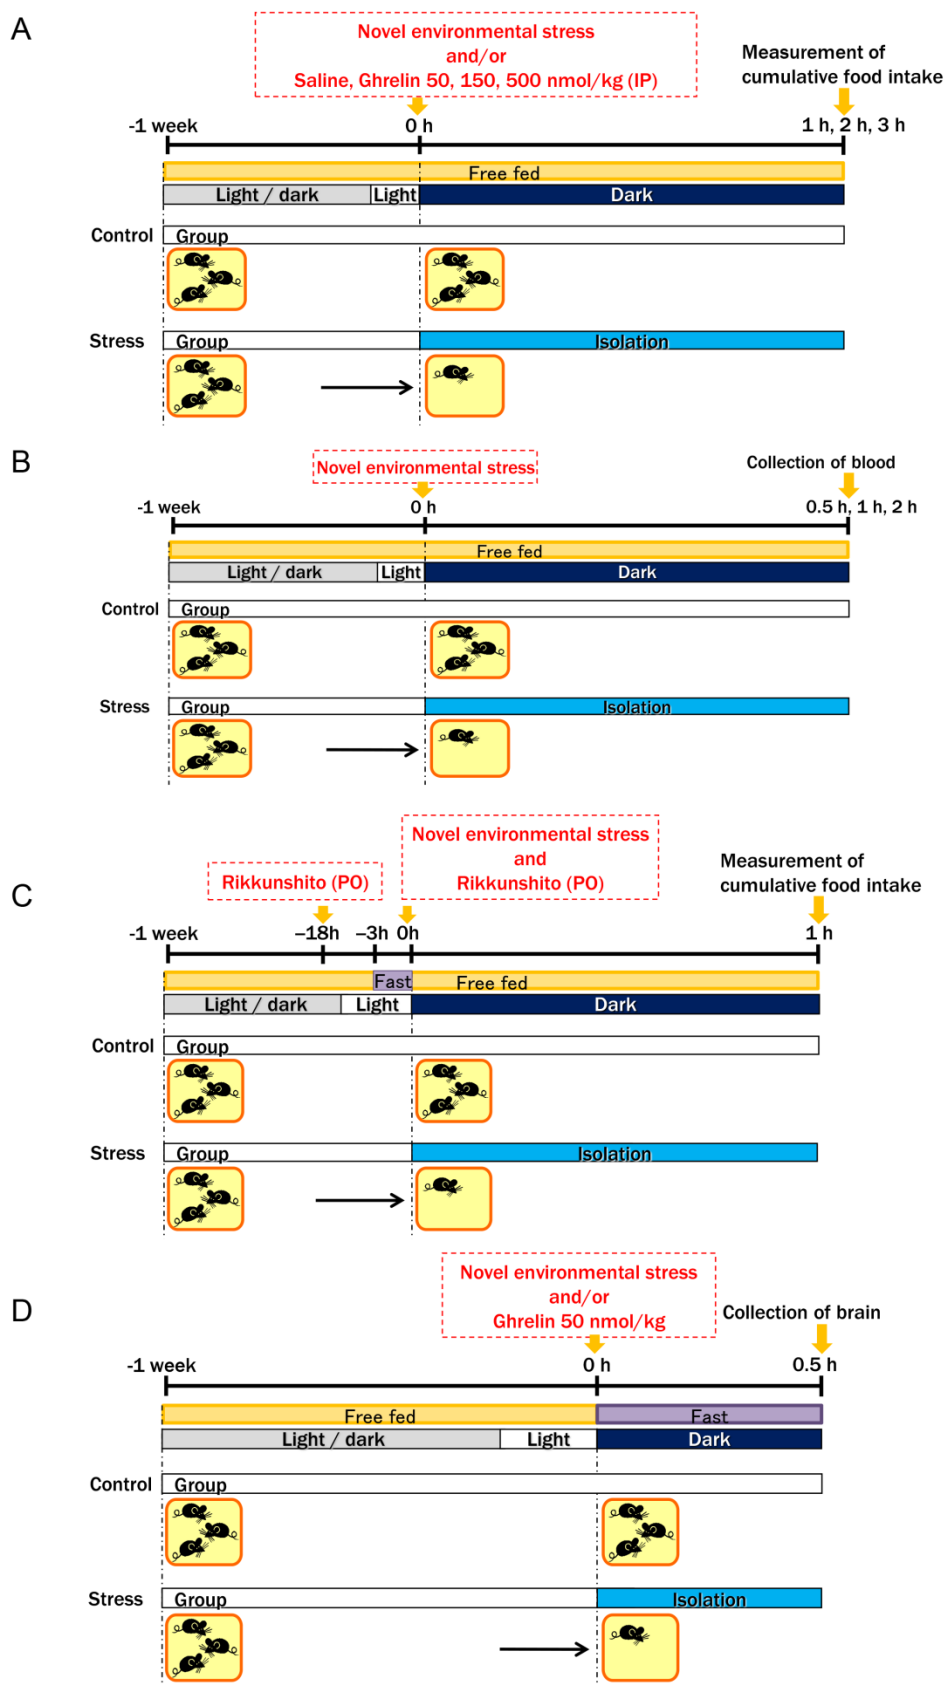 A
Novel environmental stress
and/or
Saline, Ghrelin 50, 150, 500 nmol/kg (IP)
Measurement of
cumulative food intake
-1 week
0 h
1 h, 2 h, 3 h
Free fed
Light / dark
Light
Dark
Control
Group
Stress
Group
Isolation
B
Novel environmental stress
Collection of blood
-1 week
0 h
0.5 h, 1 h, 2 h
Free fed
Light / dark
Light
Dark
Control
Group
Stress
Group
Isolation
C
Rikkunshito (PO)
Novel environmental stress
and
Rikkunshito (PO)
Measurement of
cumulative food intake
-1 week
–18h
–3h
0h
1 h
Fast
Free fed
Light / dark
Light
Dark
Control
Group
Stress
Group
Isolation
D
Novel environmental stress
and/or
Ghrelin 50 nmol/kg
Collection of brain
-1 week
0 h
0.5 h
Free fed
Fast
Light / dark
Light
Dark
Control
Group
Stress
Group
Isolation